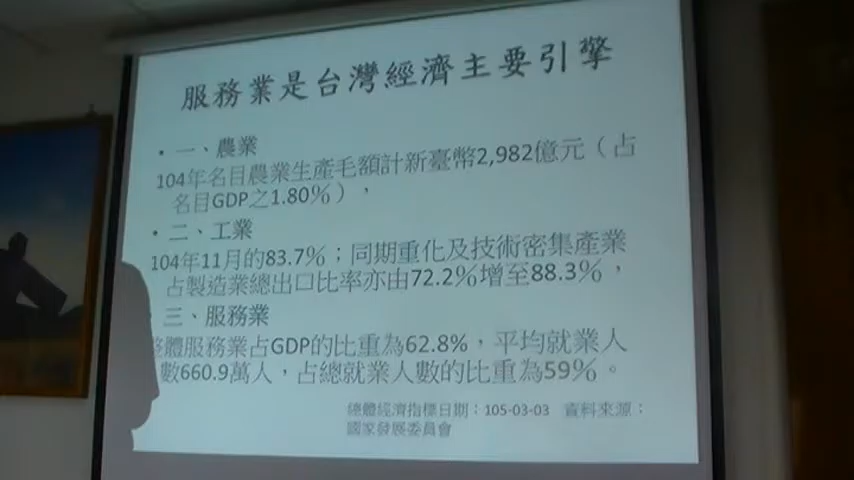 服務業是台灣經濟主要引擎
• 一、農業
104年名目農業生產毛額計新臺幣2,982億元（占
名目GDP之1.80%），
• 二、工業
104年11月的83.7%；同期重化及技術密集產業
占製造業總出口比率亦由72.2%增至88.3%，
三、服務業
整體服務業占GDP的比重為62.8%，平均就業人
數660.9萬人，占總就業人數的比重為59%。
總體經濟指標日期：105-03-03 資料來源：
國家發展委員會